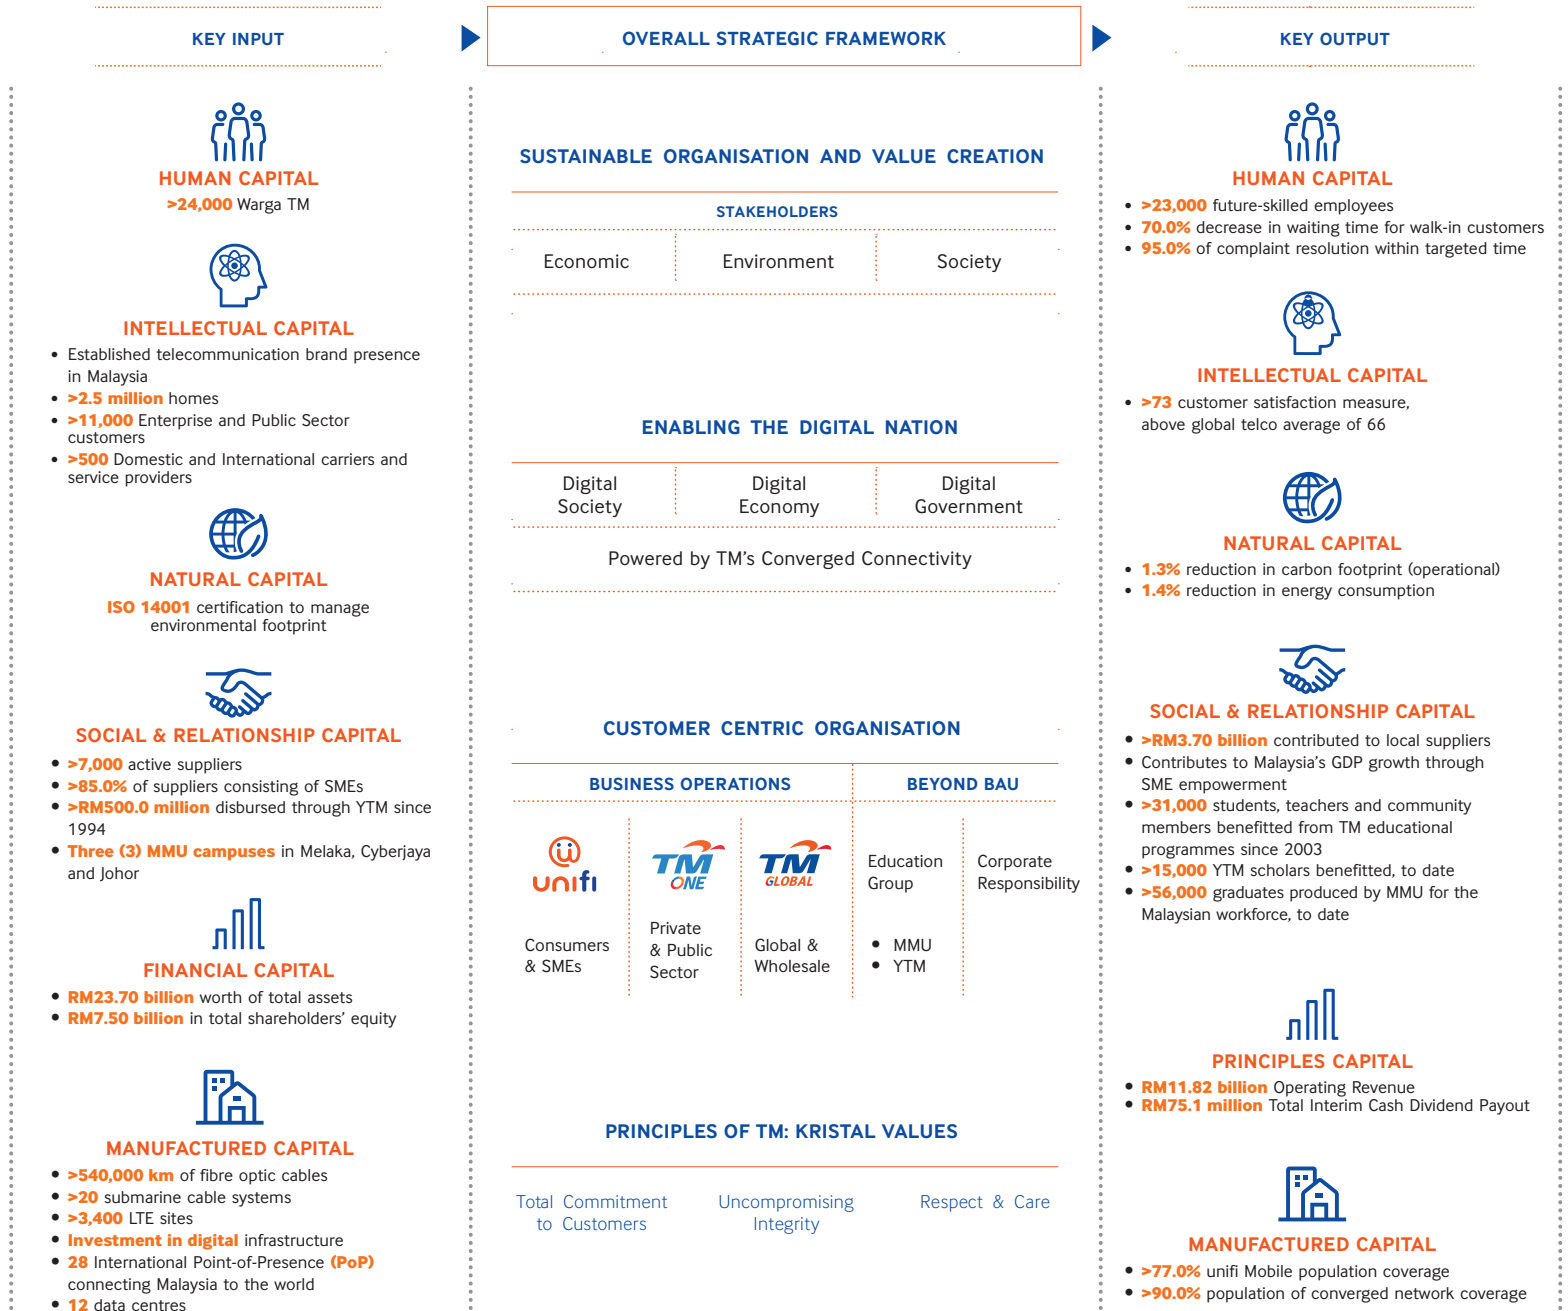 KEY INPUT
OVERALL STRATEGIC FRAMEWORK
KEY OUTPUT
HUMAN CAPITAL
>24,000 Warga TM
INTELLECTUAL CAPITAL
• Established telecommunication brand presence
in Malaysia
• >2.5 million homes
• >11,000 Enterprise and Public Sector
customers
• >500 Domestic and International carriers and
service providers
NATURAL CAPITAL
ISO 14001 certification to manage
environmental footprint
SOCIAL & RELATIONSHIP CAPITAL
• >7,000 active suppliers
• >85.0% of suppliers consisting of SMEs
• >RM500.0 million disbursed through YTM since
1994
• Three (3) MMU campuses in Melaka, Cyberjaya
and Johor
FINANCIAL CAPITAL
• RM23.70 billion worth of total assets
• RM7.50 billion in total shareholders' equity
MANUFACTURED CAPITAL
• >540,000 km of fibre optic cables
• >20 submarine cable systems
• >3,400 LTE sites
• Investment in digital infrastructure
• 28 International Point-of-Presence (PoP)
connecting Malaysia to the world
• 12 data centres
SUSTAINABLE ORGANISATION AND VALUE CREATION
STAKEHOLDERS
Economic
Environment
Society
ENABLING THE DIGITAL NATION
Digital
Society
Digital
Economy
Digital
Government
Powered by TM's Converged Connectivity
CUSTOMER CENTRIC ORGANISATION
BUSINESS OPERATIONS
BEYOND BAU
unifi
Consumers
& SMEs
TM
ONE
Private
& Public
Sector
TM
GLOBAL
Global &
Wholesale
Education
Group
• MMU
• YTM
Corporate
Responsibility
PRINCIPLES OF TM: KRISTAL VALUES
Total Commitment
to Customers
Uncompromising
Integrity
Respect & Care
HUMAN CAPITAL
• >23,000 future-skilled employees
• 70.0% decrease in waiting time for walk-in customers
• 95.0% of complaint resolution within targeted time
INTELLECTUAL CAPITAL
• >73 customer satisfaction measure,
above global telco average of 66
NATURAL CAPITAL
• 1.3% reduction in carbon footprint (operational)
• 1.4% reduction in energy consumption
SOCIAL & RELATIONSHIP CAPITAL
• >RM3.70 billion contributed to local suppliers
• Contributes to Malaysia's GDP growth through
SME empowerment
• >31,000 students, teachers and community
members benefitted from TM educational
programmes since 2003
• >15,000 YTM scholars benefitted, to date
• >56,000 graduates produced by MMU for the
Malaysian workforce, to date
PRINCIPLES CAPITAL
• RM11.82 billion Operating Revenue
• RM75.1 million Total Interim Cash Dividend Payout
MANUFACTURED CAPITAL
• >77.0% unifi Mobile population coverage
• >90.0% population of converged network coverage